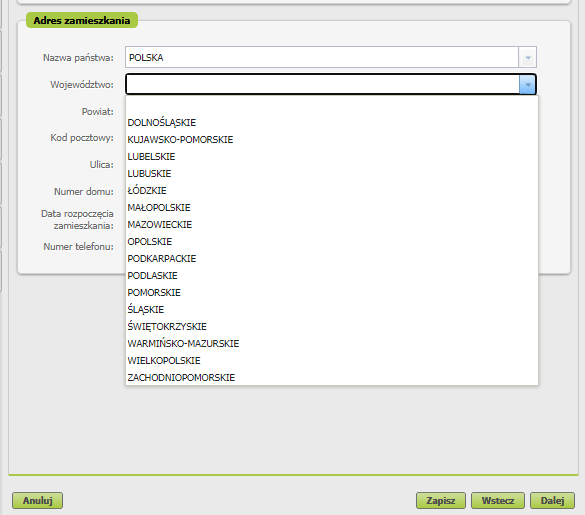 Adres zamieszkania
Nazwa państwa: POLSKA
Województwo:
Powiat:
DOLNOŚLĄSKIE
Kod pocztowy:
KUJAWSKO-POMORSKIE
LUBELSKIE
Ulica:
LUBUSKIE
Numer domu:
ŁÓDZKIE
MAŁOPOLSKIE
Data rozpoczęcia
zamieszkania:
MAZOWIECKIE
Numer telefonu:
OPOLSKIE
PODKARPACKIE
PODLASKIE
POMORSKIE
ŚLĄSKIE
ŚWIĘTOKRZYSKIE
WARMIŃSKO-MAZURSKIE
WIELKOPOLSKIE
ZACHODNIOPOMORSKIE
Anuluj Zapisz Wstecz Dalej